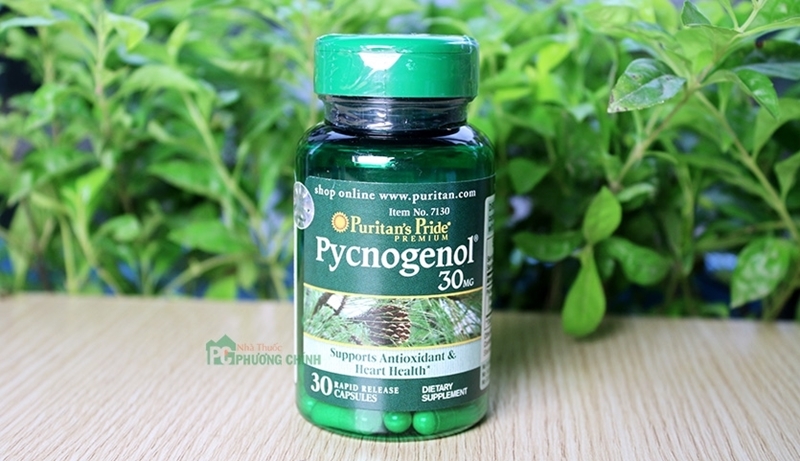 shop online www.puritan.com
Item No. 7130
Puritan's Pride®
PREMIUM
Pycnogenol®
30 MG
Supports Antioxidant &
Heart Health*
30 RAPID RELEASE
CAPSULES
DIETARY
SUPPLEMENT
PC Nhà Thuốc
PHƯƠNG CHÍNH